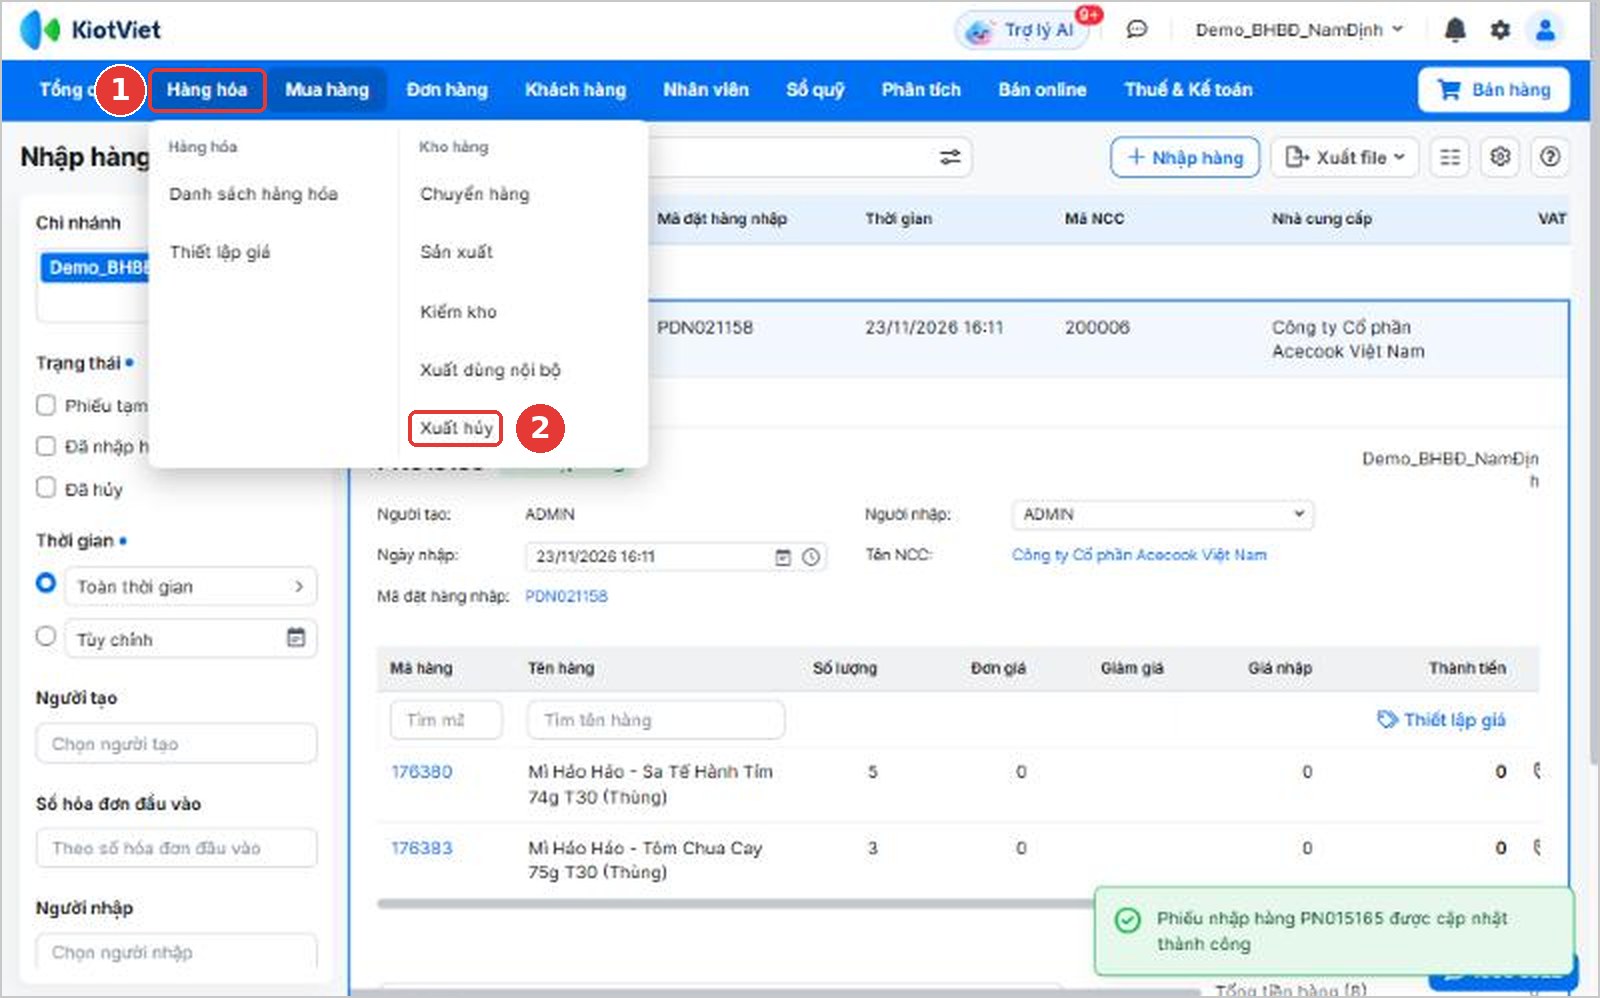 KiotViet
Trợ lý AI
9+
Demo_BHBĐ_NamĐịnh
Tổng
1
Hàng hóa
Mua hàng
Đơn hàng
Khách hàng
Nhân viên
Sổ quỹ
Phân tích
Bán online
Thuế & Kế toán
Bán hàng
Nhập hàng
Hàng hóa
Danh sách hàng hóa
Thiết lập giá
Kho hàng
Chuyển hàng
Sản xuất
Kiểm kho
Xuất dùng nội bộ
Xuất hủy
2
Nhập hàng
Xuất file
Chi nhánh
Demo_BHBĐ
Trạng thái
Phiếu tạm
Đã nhập h
Đã hủy
Thời gian
Toàn thời gian
Tùy chỉnh
Người tạo
Chọn người tạo
Số hóa đơn đầu vào
Theo số hóa đơn đầu vào
Người nhập
Chọn người nhập
Mã đặt hàng nhập
Thời gian
Mã NCC
Nhà cung cấp
VAT
PDN021158
23/11/2026 16:11
200006
Công ty Cổ phần
Acecook Việt Nam
Demo_BHBĐ_NamĐịn
h
Người tạo:
ADMIN
Người nhập:
ADMIN
Ngày nhập:
23/11/2026 16:11
Tên NCC:
Công ty Cổ phần Acecook Việt Nam
Mã đặt hàng nhập:
PDN021158
Mã hàng
Tên hàng
Số lượng
Đơn giá
Giảm giá
Giá nhập
Thành tiền
Tìm mã
Tìm tên hàng
Thiết lập giá
176380
Mì Hảo Hảo - Sa Tế Hành Tím
74g T30 (Thùng)
5
0
0
0
176383
Mì Hảo Hảo - Tôm Chua Cay
75g T30 (Thùng)
3
0
0
0
Phiếu nhập hàng PN015165 được cập nhật
thành công
Tổng tiền hàng (8)